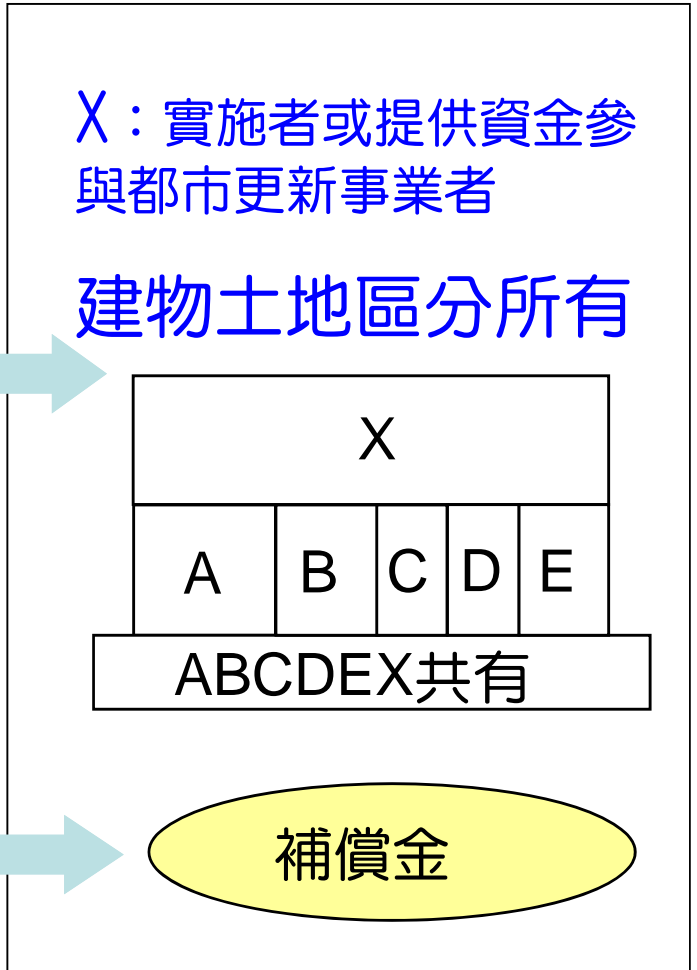 X：實施者或提供資金參
與都市更新事業者
建物土地區分所有
X
A B C D E
ABCDEX共有
補償金